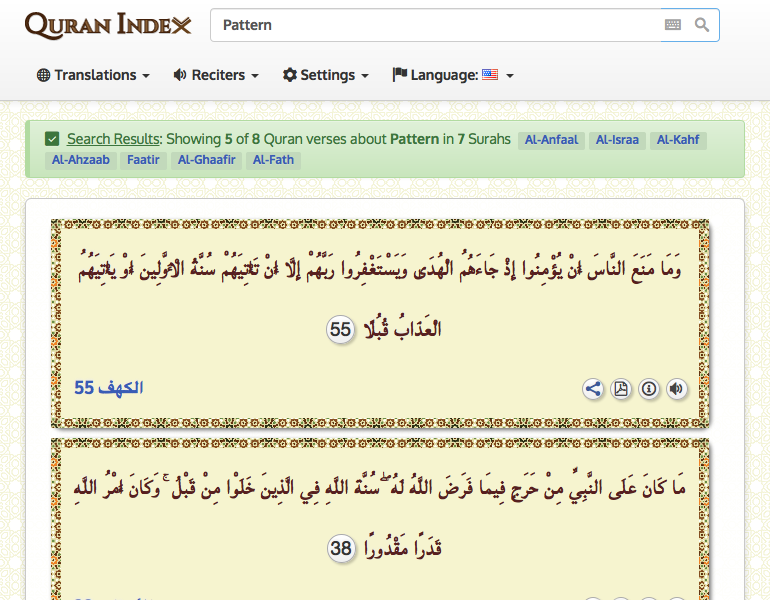 QURAN INDEX
Pattern
Translations Reciters Settings Language:
Search Results: Showing 5 of 8 Quran verses about Pattern in 7 Surahs Al-Anfaal Al-Israa Al-Kahf
Al-Ahzaab Faatir Al-Ghaafir Al-Fath
وَمَا مَنَعَ النَّاسَ أَنْ يُؤْمِنُوا إِذْ جَاءَهُمُ الْهُدَى وَيَسْتَغْفِرُوا رَبَّهُمْ إِلَّا أَنْ تَأْتِيَهُمْ سُنَّةُ الْأَوَّلِينَ أَوْ يَأْتِيَهُمُ
الْعَذَابُ قُبُلًا 55
الكهف 55
مَا كَانَ عَلَى النَّبِيِّ مِنْ حَرَجٍ فِيمَا فَرَضَ اللَّهُ لَهُ ۖ سُنَّةَ اللَّهِ فِي الَّذِينَ خَلَوْا مِنْ قَبْلُ ۚ وَكَانَ أَمْرُ اللَّهِ
قَدَرًا مَقْدُورًا 38